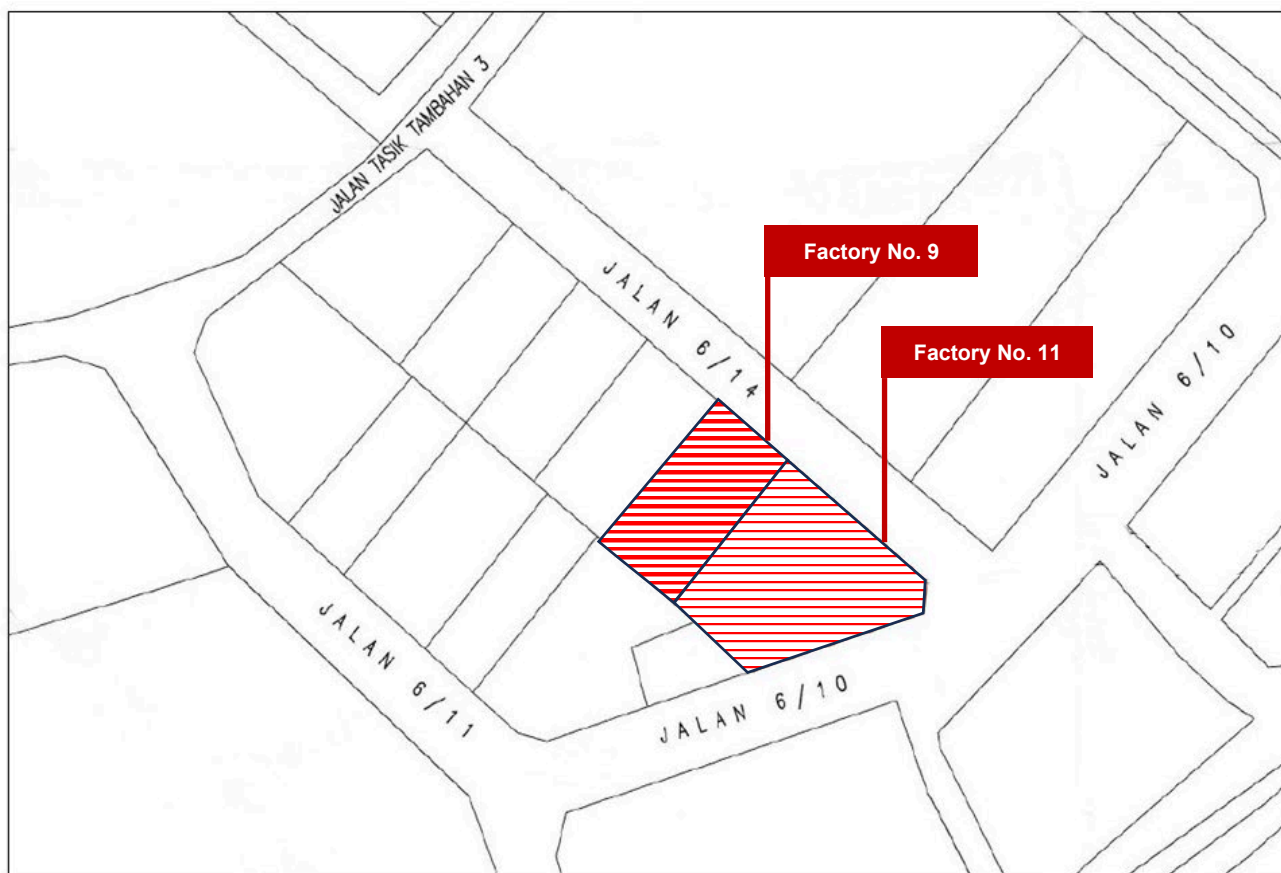 JALAN TASIK TAMBAHAN 3
Factory No. 9
JALAN 6/14
Factory No. 11
JALAN 6/10
JALAN 6/11
JALAN 6/10